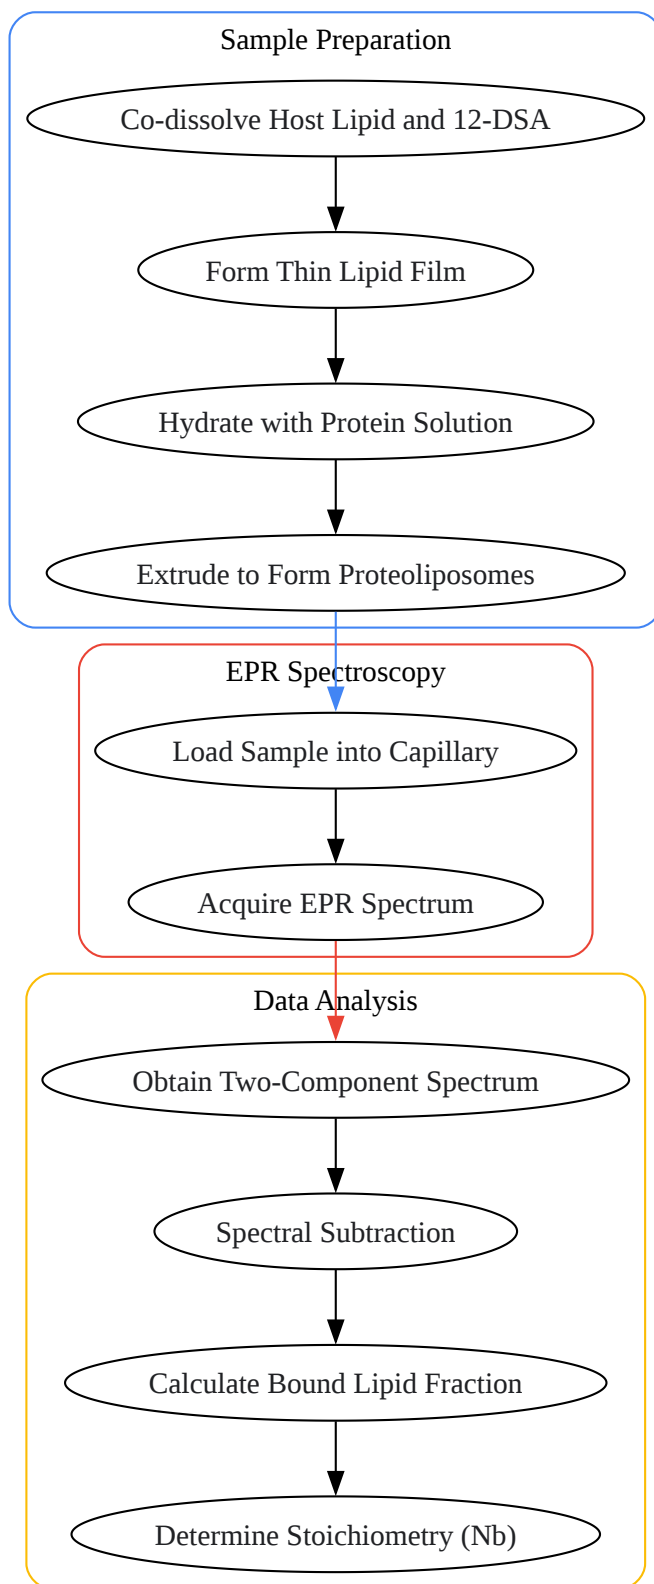 Sample Preparation
Co-dissolve Host Lipid and 12-DSA
Form Thin Lipid Film
Hydrate with Protein Solution
Extrude to Form Proteoliposomes
EPR Spectroscopy
Load Sample into Capillary
Acquire EPR Spectrum
Data Analysis
Obtain Two-Component Spectrum
Spectral Subtraction
Calculate Bound Lipid Fraction
Determine Stoichiometry (Nb)